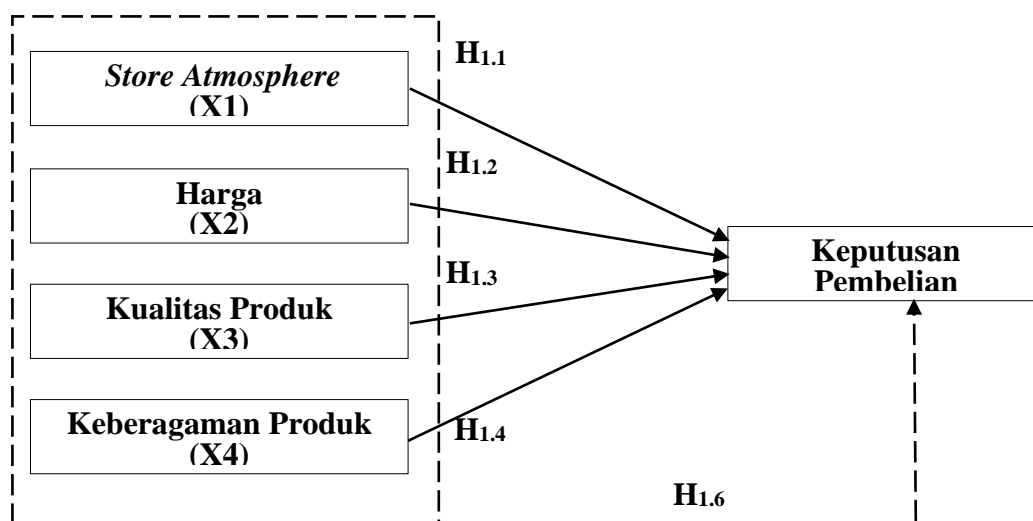 H1.1
Store Atmosphere
(X1)
H1.2
Harga
(X2)
Keputusan
Pembelian
H1.3
Kualitas Produk
(X3)
Keberagaman Produk
(X4)
H1.4
H1.6